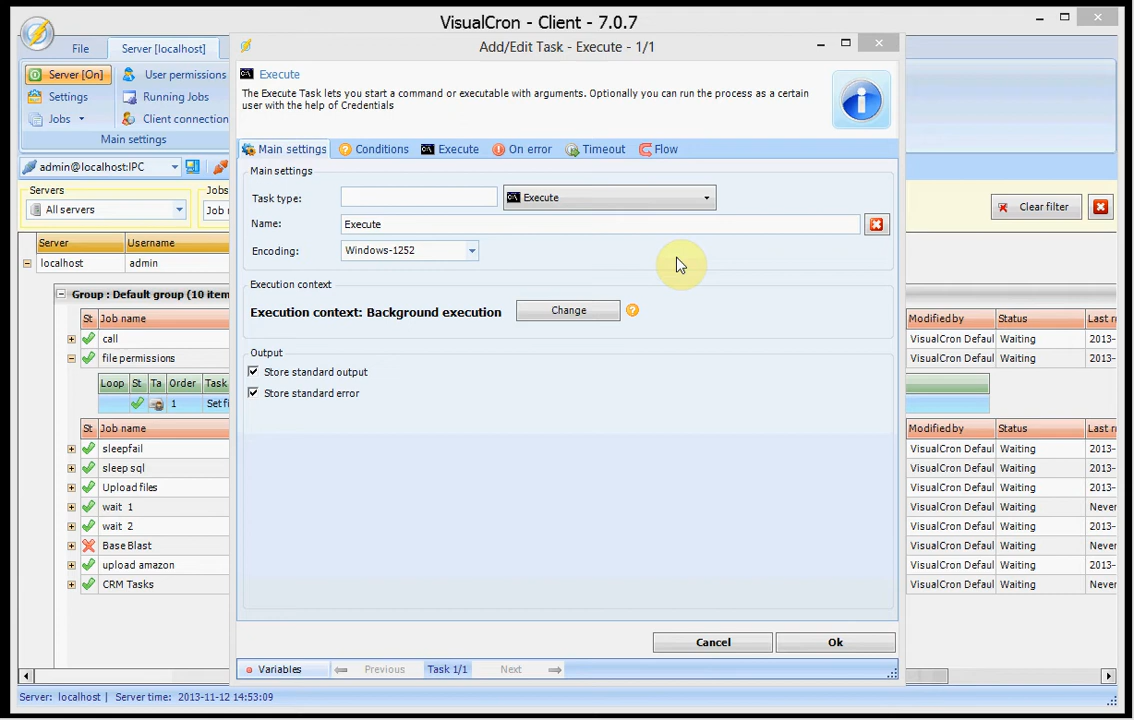 VisualCron - Client - 7.0.7
File
Server [localhost]
Server [On]
User permissions
Settings
Running Jobs
Jobs
Client connection
Main settings
admin@localhost:IPC
Servers
Jobs
All servers
Job
Clear filter
Server
Username
localhost
admin
Group : Default group (10 item
St
Job name
Modifiedby
Status
Last r
call
VisualCron Defaul
Waiting
2013-
file permissions
VisualCron Defaul
Waiting
2013-
Loop
St
Ta
Order
Task
1
Set fi
St
Job name
Modifiedby
Status
Last r
sleepfail
VisualCron Defaul
Waiting
2013-
sleep sql
VisualCron Defaul
Waiting
2013-
Upload files
VisualCron Defaul
Waiting
2013-
wait 1
VisualCron Defaul
Waiting
Never
wait 2
VisualCron Defaul
Waiting
2013-
Base Blast
VisualCron Defaul
Waiting
Never
upload amazon
VisualCron Defaul
Waiting
2013-
CRM Tasks
VisualCron Defaul
Waiting
Never
Server: localhost | Server time: 2013-11-12 14:53:09
Add/Edit Task - Execute - 1/1
Execute
The Execute Task lets you start a command or executable with arguments. Optionally you can run the process as a certain
user with the help of Credentials
Main settings
Conditions
Execute
On error
Timeout
Flow
Main settings
Task type:
Execute
Name:
Execute
Encoding:
Windows-1252
Execution context
Execution context: Background execution
Change
Output
Store standard output
Store standard error
Cancel
Ok
Variables
Previous
Task 1/1
Next